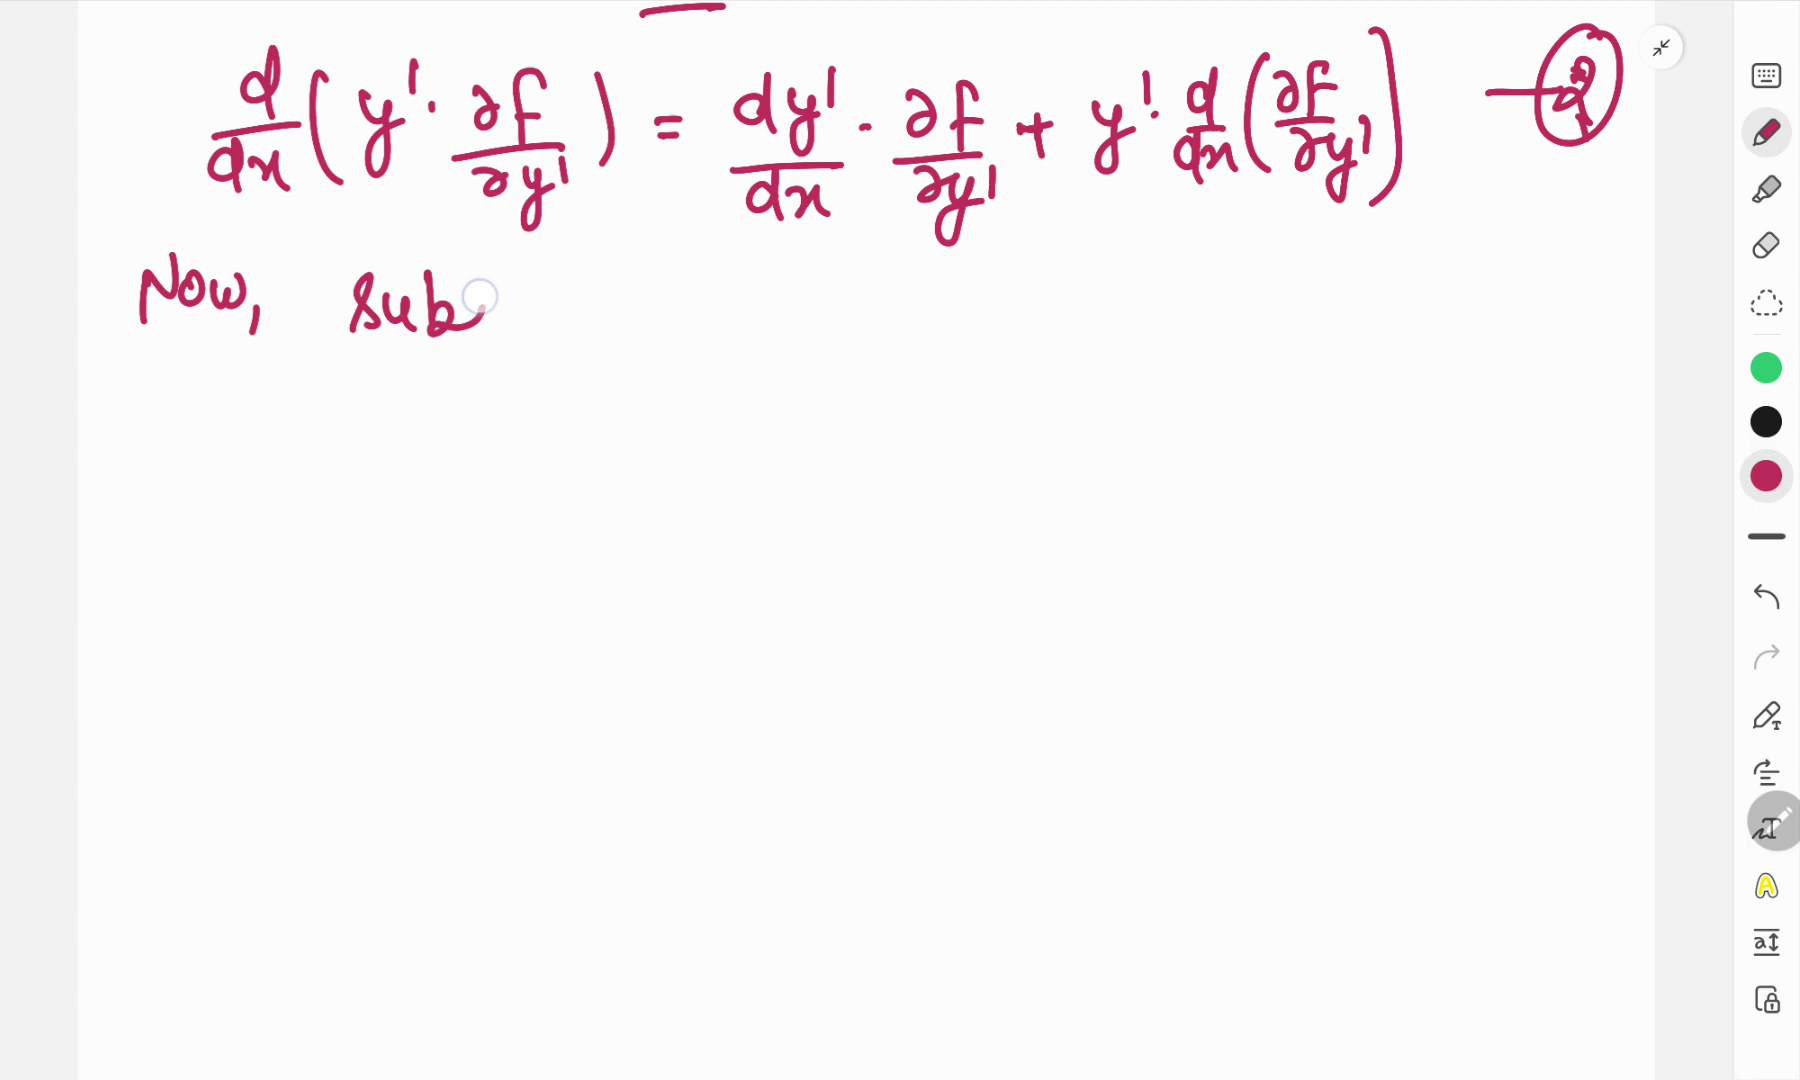 d/dx (y' · ∂F/∂y') = dy'/dx · ∂F/∂y' + y' · d/dx (∂F/∂y')
Now, sub